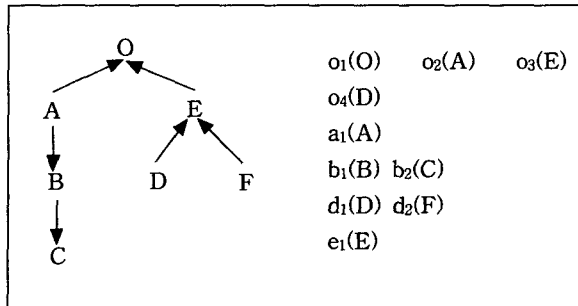 O
A E
B D F
C
o₁(O) o₂(A) o₃(E)
o₄(D)
a₁(A)
b₁(B) b₂(C)
d₁(D) d₂(F)
e₁(E)